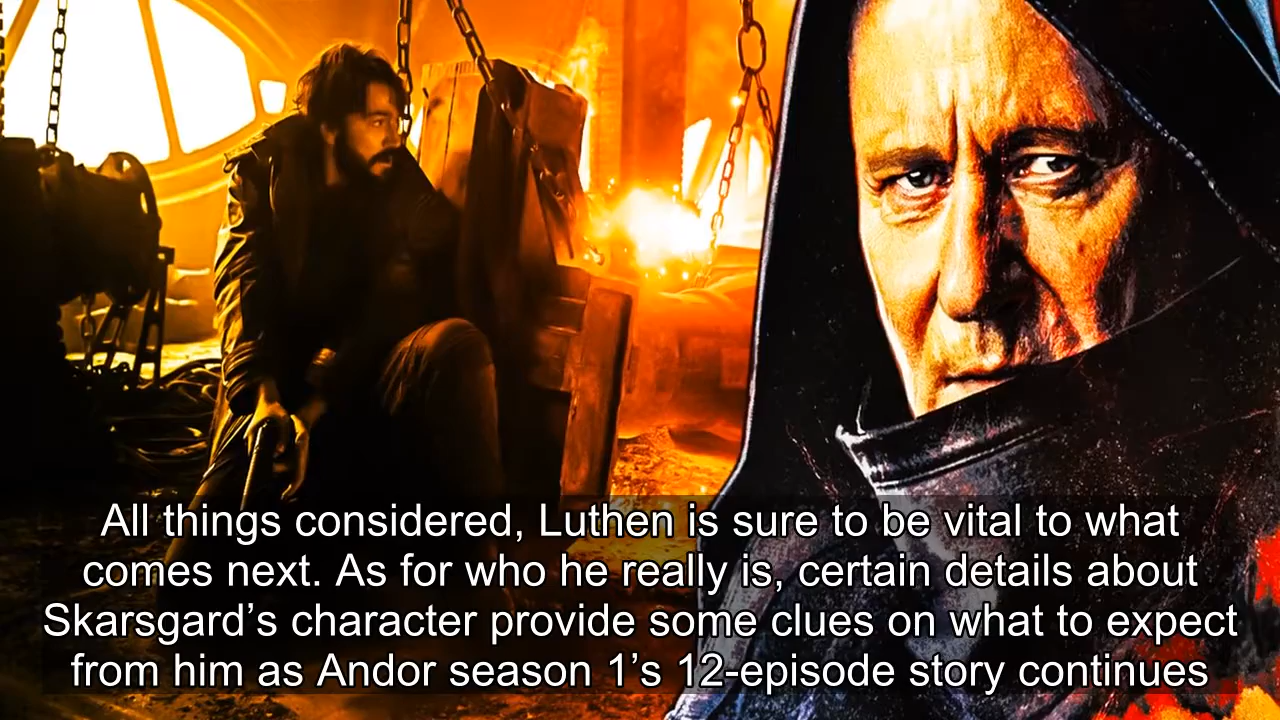 All things considered, Luthen is sure to be vital to what
comes next. As for who he really is, certain details about
Skarsgard’s character provide some clues on what to expect
from him as Andor season 1’s 12-episode story continues